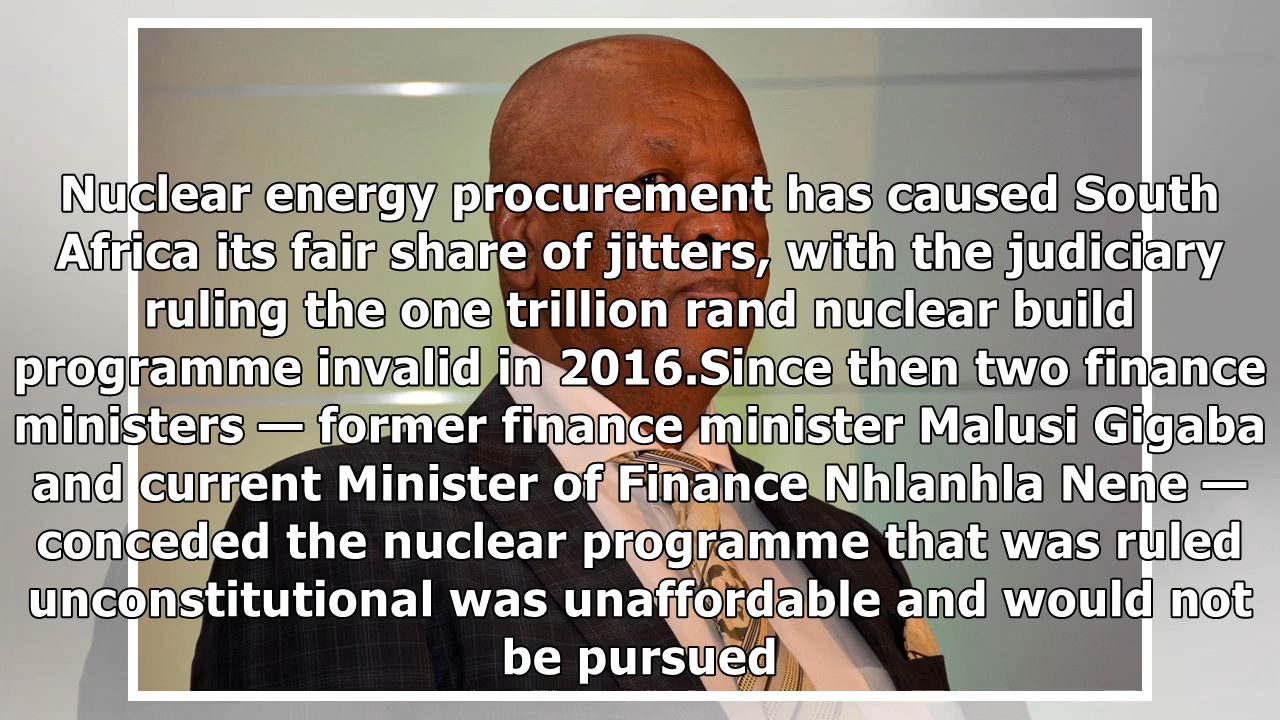 Nuclear energy procurement has caused South
Africa its fair share of jitters, with the judiciary
ruling the one trillion rand nuclear build
programme invalid in 2016.Since then two finance
ministers — former finance minister Malusi Gigaba
and current Minister of Finance Nhlanhla Nene —
conceded the nuclear programme that was ruled
unconstitutional was unaffordable and would not
be pursued